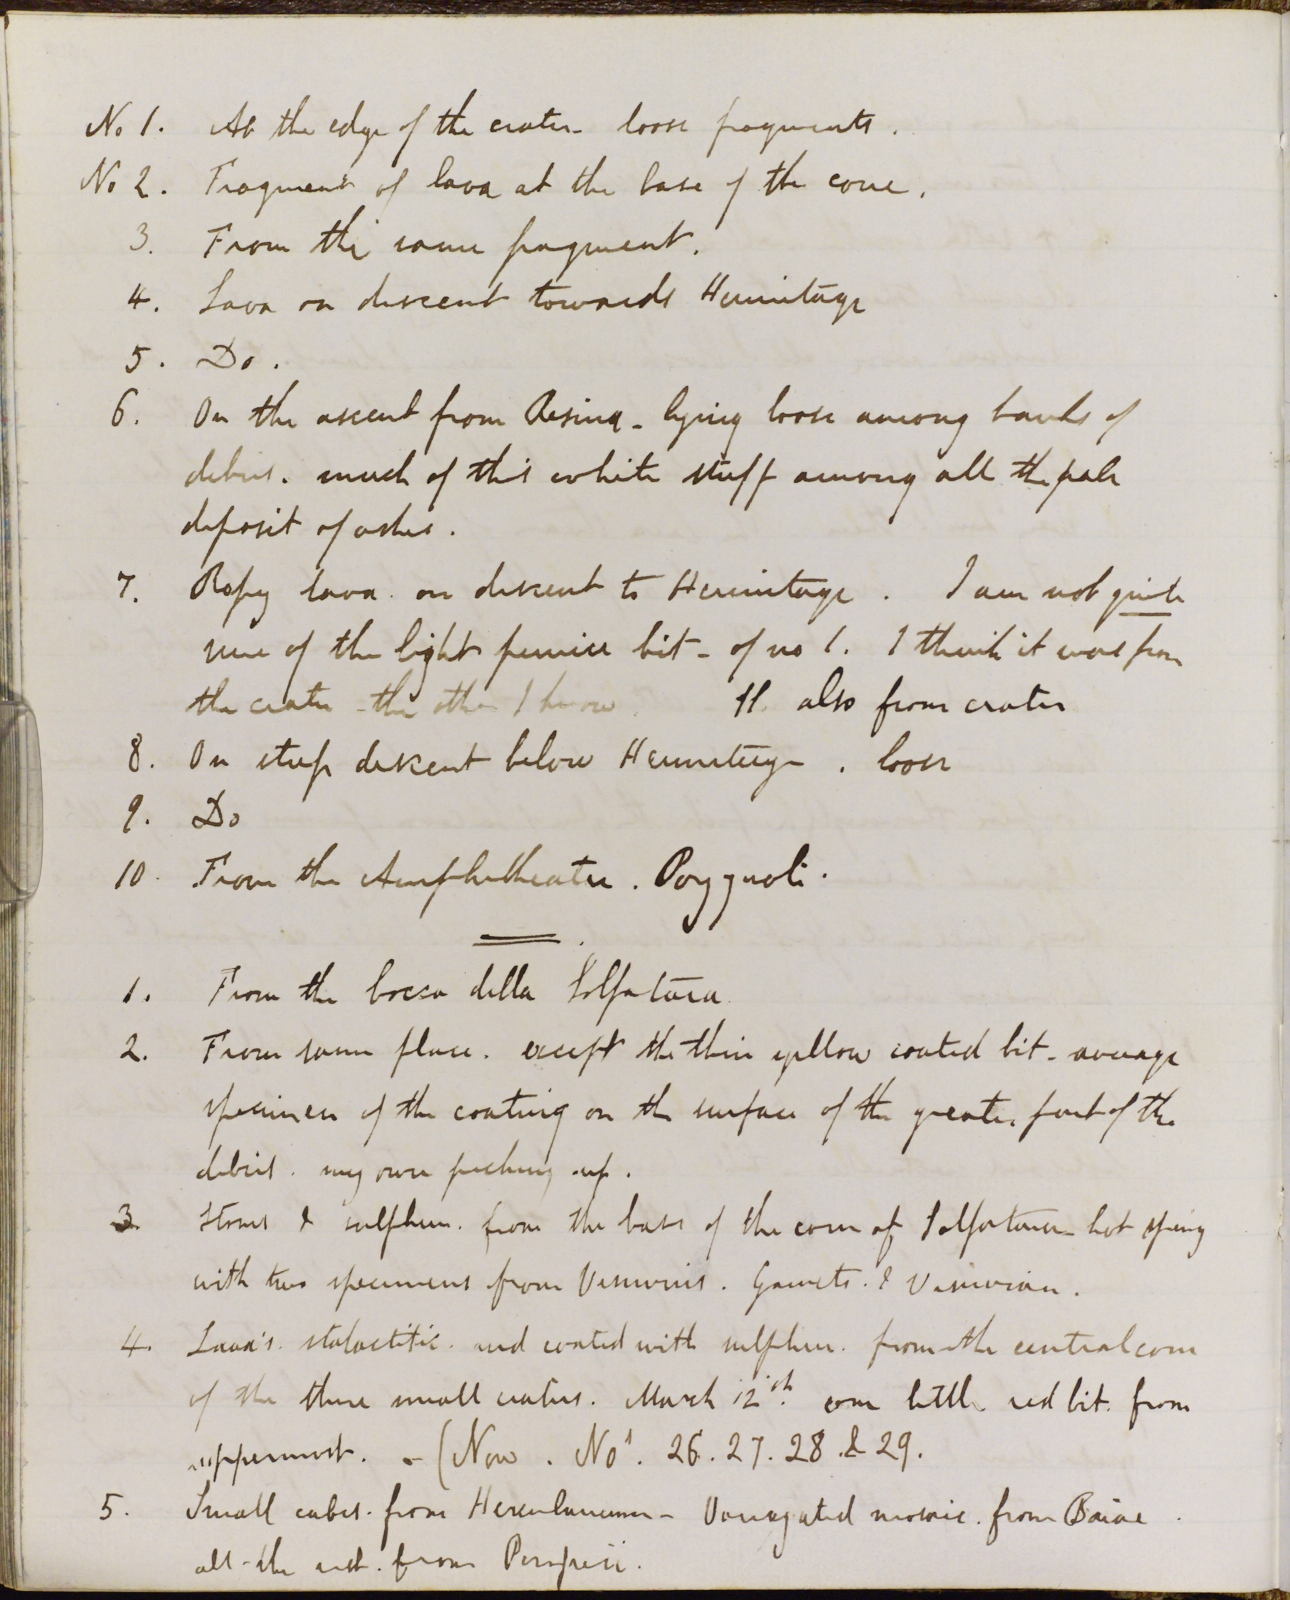 No 1. At the edge of the crater - loose fragments.
No 2. Fragment of lava at the base of the cone.
3. From the same fragment.
4. Lava on descent towards Hermitage
5. Do.
6. On the ascent from Resina - lying loose among banks of
debris. much of this white stuff among all the pale
deposit of ashes.
7. Ropy lava on descent to Hermitage. I am not quite
sure of the light pumice bit - of no 1. I think it was from
the crater - the other I know 11. also from crater
8. On steep descent below Hermitage. loose
9. Do
10. From the Amphitheatre. Pozzuoli.
1. From the bocca della Solfatara
2. From same place. except the thin yellow coated bit - average
specimen of the coating on the surface of the greater part of the
debris. my own picking up.
3. Stones & sulphur. from the base of the cone of Solfatara - hot spring
with two specimens from Vesuvius. Garnets. & Vesuvian.
4. Lava's. stalactitic. and coated with sulphur. from the central cone
of the three small craters. March 12th. one little red bit. from
uppermost. - (Now. Nos. 26. 27. 28 & 29.
5. Small cubes. from Herculaneum - Variegated mosaic. from Baiae.
all the rest. from Pompeii.